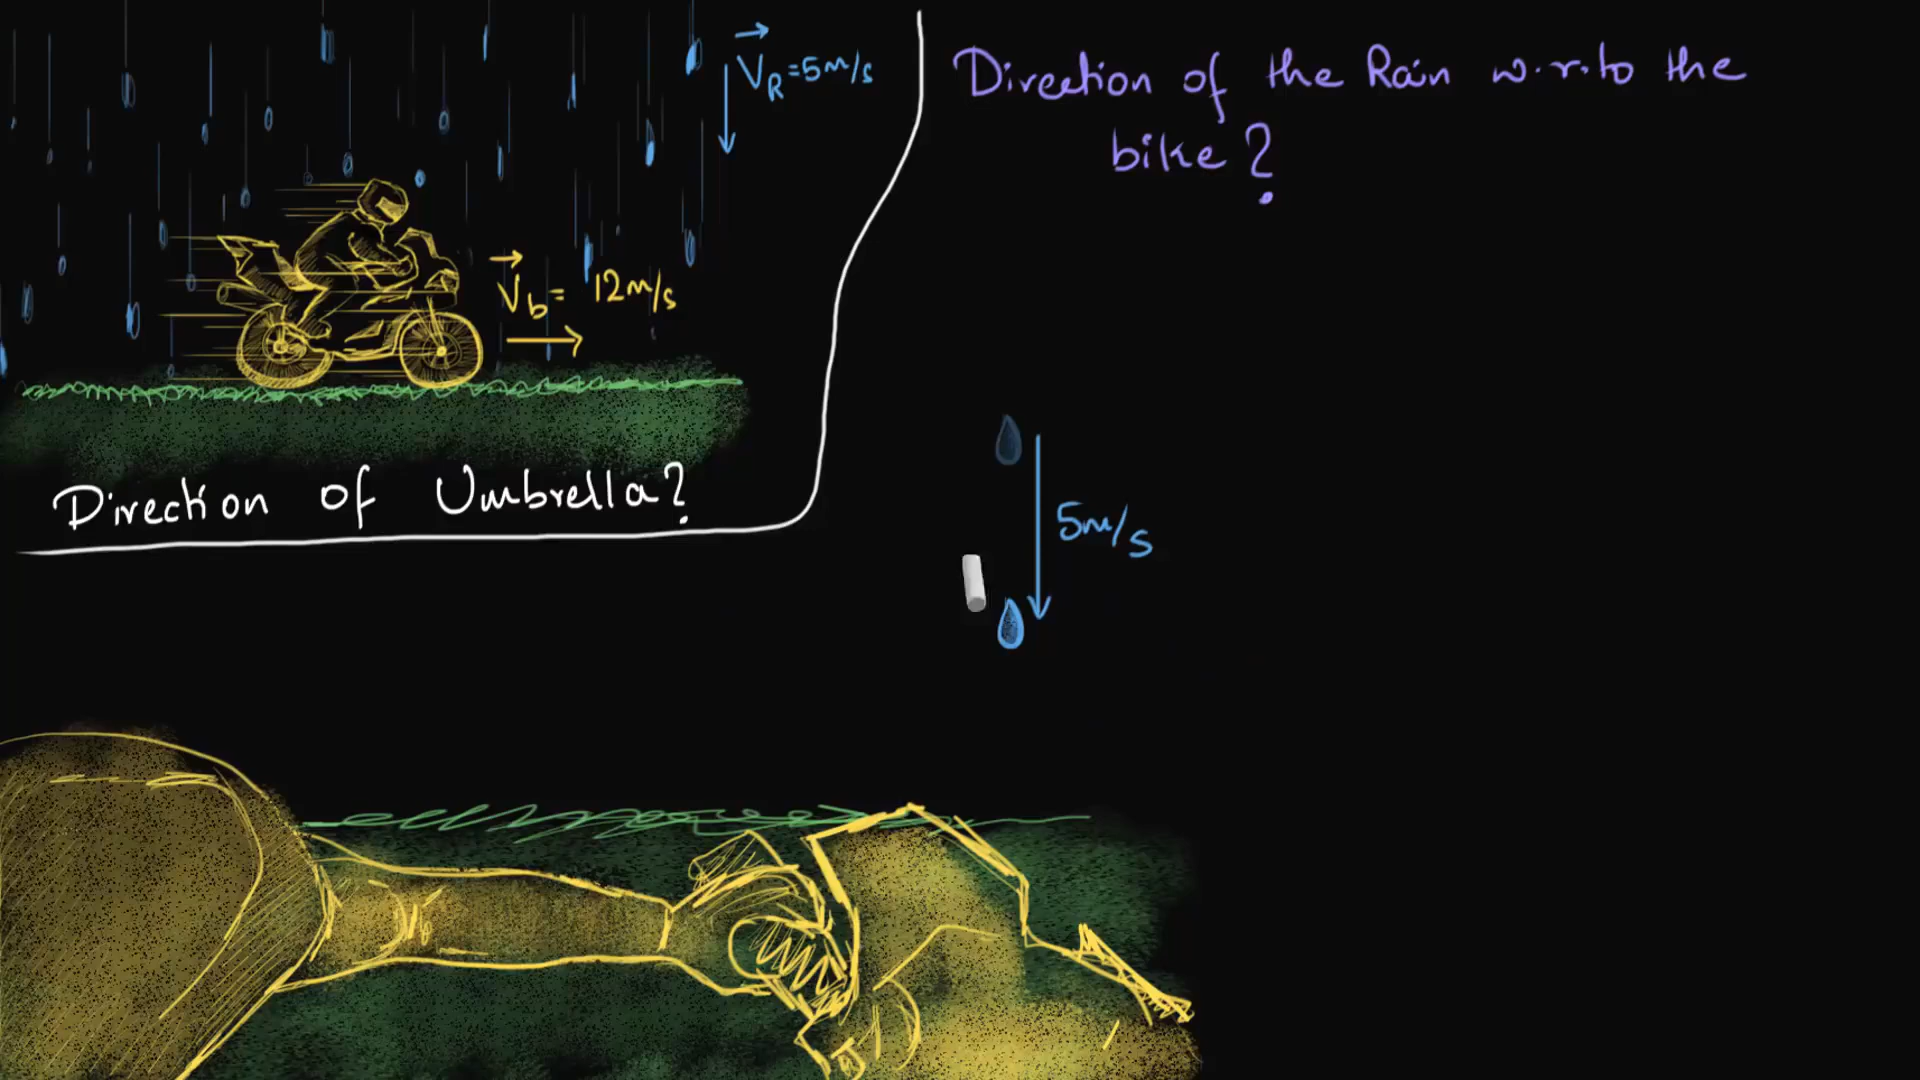 V_R = 5m/s
V_b = 12m/s
Direction of Umbrella?
Direction of the Rain w.r.to the
bike?
5m/s